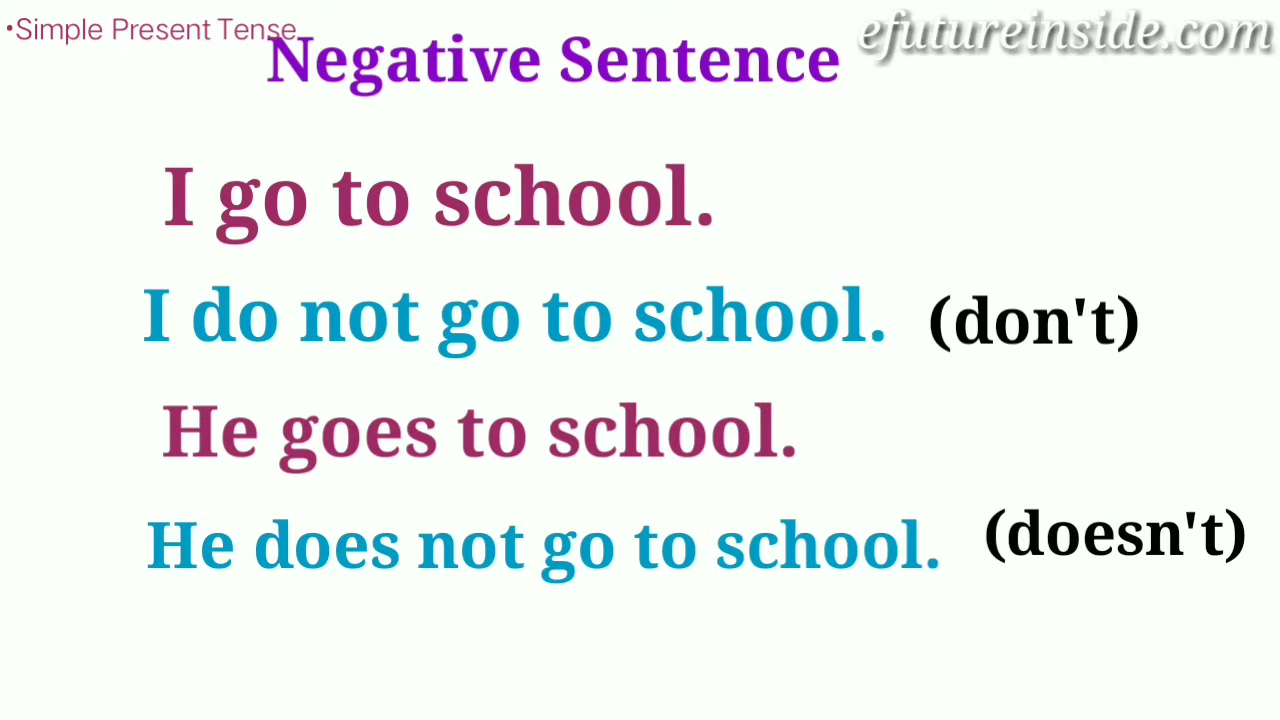 •Simple Present Tense
efutureinside.com
Negative Sentence
I go to school.
I do not go to school. (don't)
He goes to school.
He does not go to school. (doesn't)